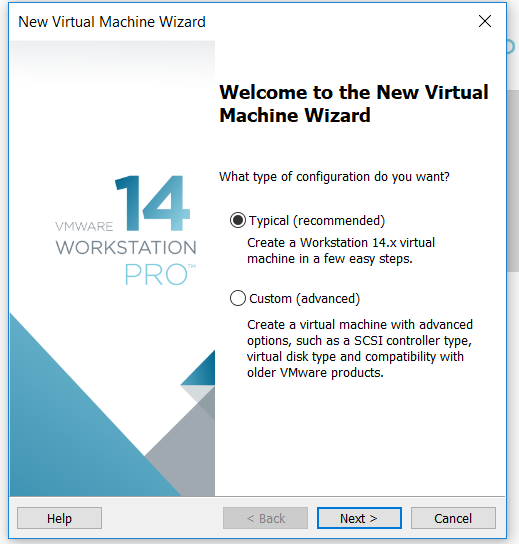 New Virtual Machine Wizard
Welcome to the New Virtual
Machine Wizard
VMWARE 14
WORKSTATION
PRO™
What type of configuration do you want?
Typical (recommended)
Create a Workstation 14.x virtual
machine in a few easy steps.
Custom (advanced)
Create a virtual machine with advanced
options, such as a SCSI controller type,
virtual disk type and compatibility with
older VMware products.
Help
< Back
Next >
Cancel